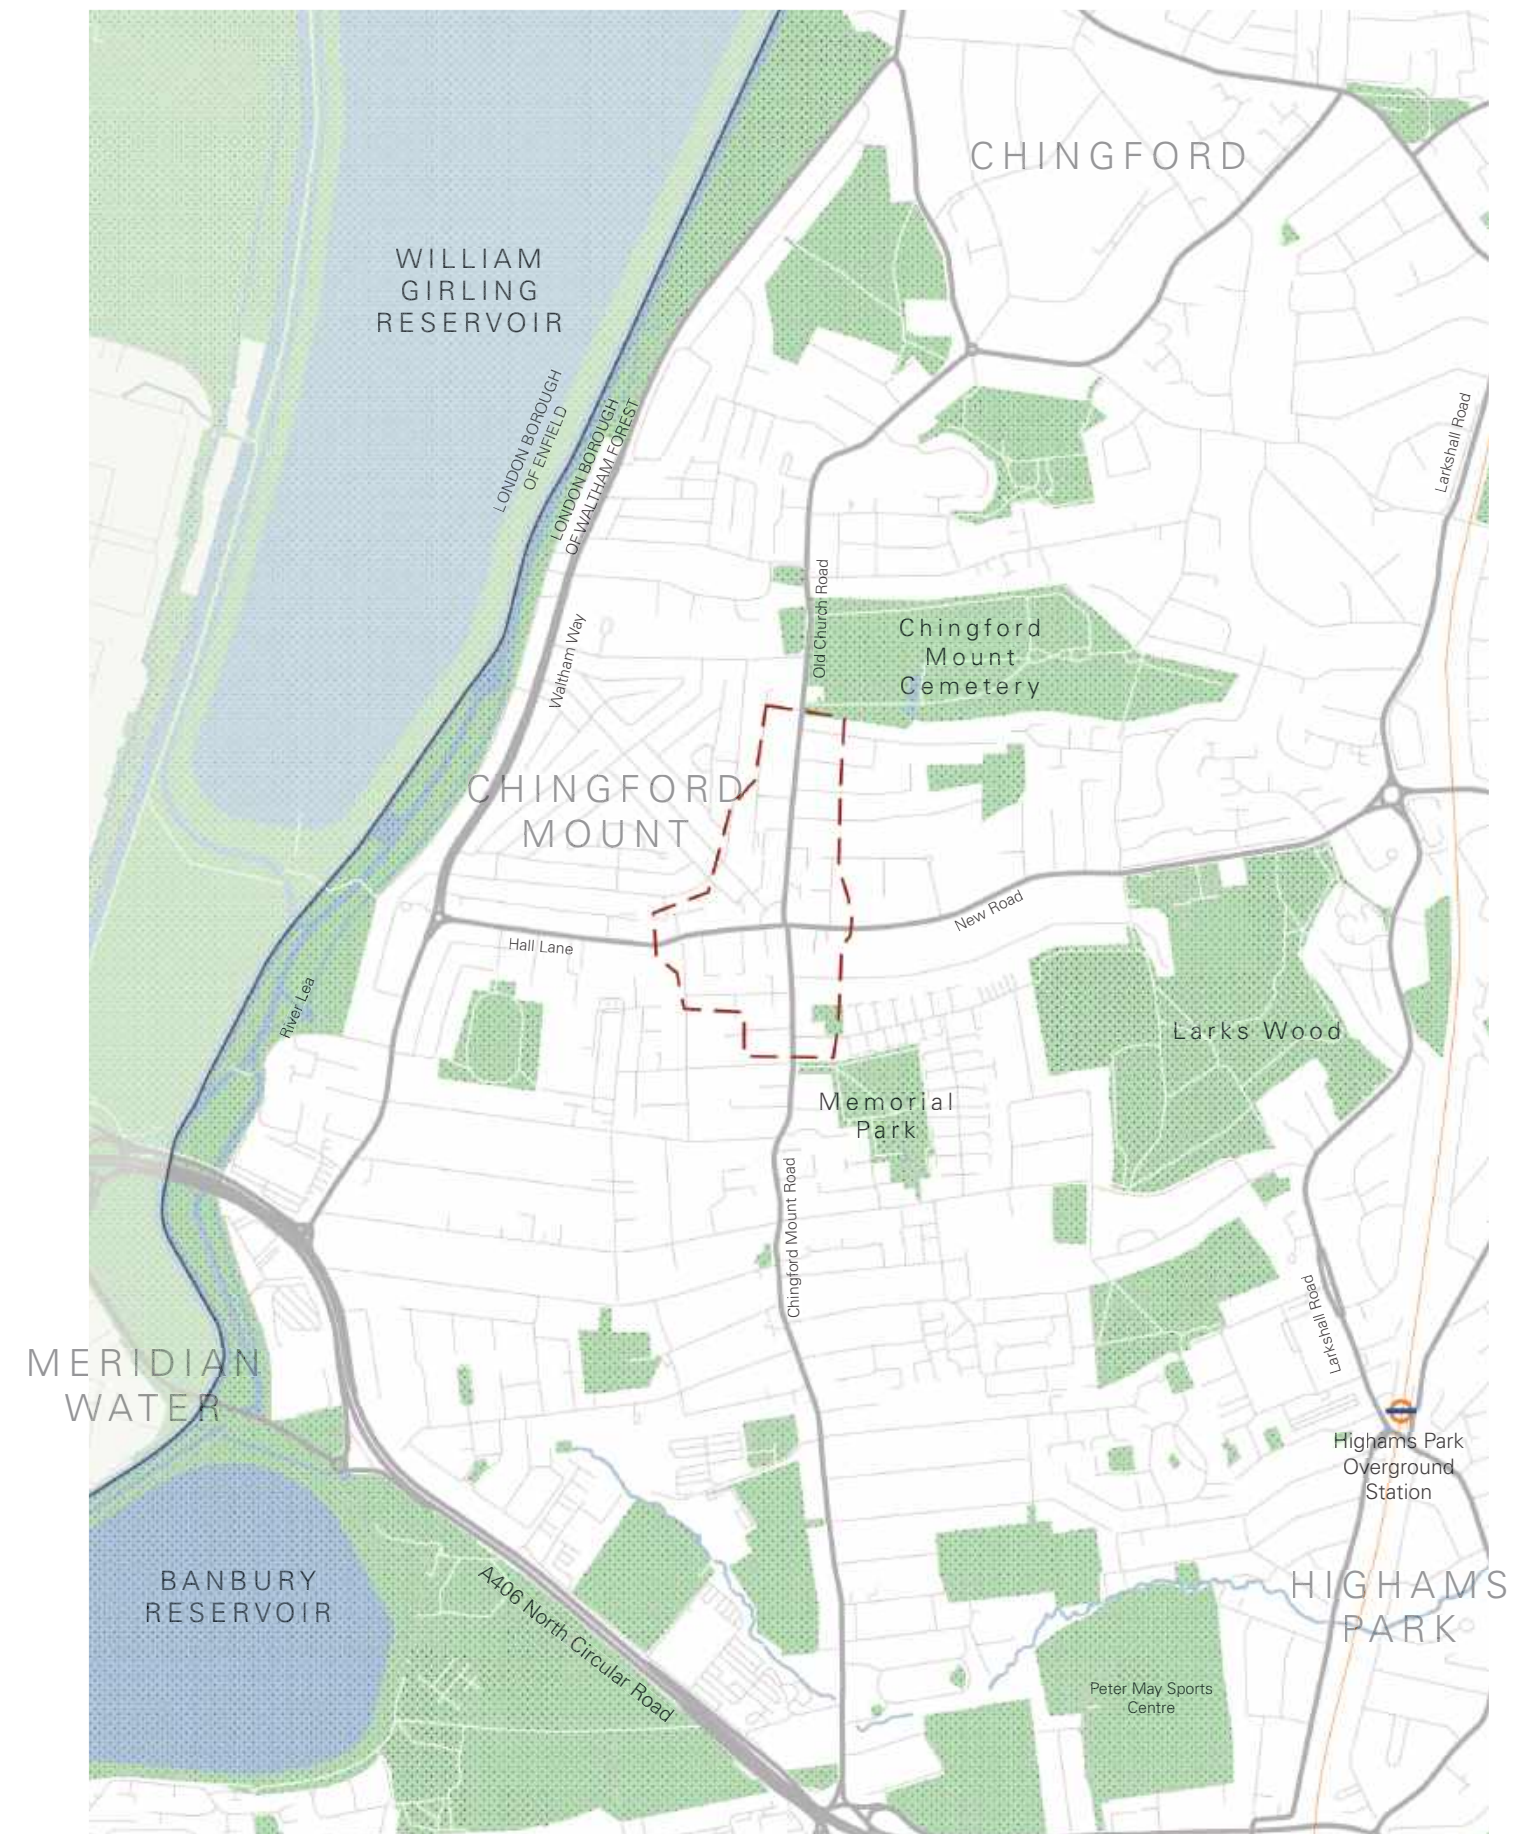 CHINGFORD
WILLIAM
GIRLING
RESERVOIR
LONDON BOROUGH
OF ENFIELD
LONDON BOROUGH
OF WALTHAM FOREST
Larkshall Road
Old Church Road
Waltham Way
Chingford
Mount
Cemetery
CHINGFORD
MOUNT
New Road
Hall Lane
River Lea
Larks Wood
Memorial
Park
Chingford Mount Road
Larkshall Road
MERIDIAN
WATER
Highams Park
Overground
Station
BANBURY
RESERVOIR
A406 North Circular Road
HIGHAMS
PARK
Peter May Sports
Centre